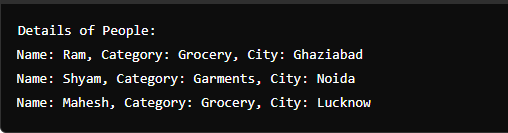 Details of People:
Name: Ram, Category: Grocery, City: Ghaziabad
Name: Shyam, Category: Garments, City: Noida
Name: Mahesh, Category: Grocery, City: Lucknow